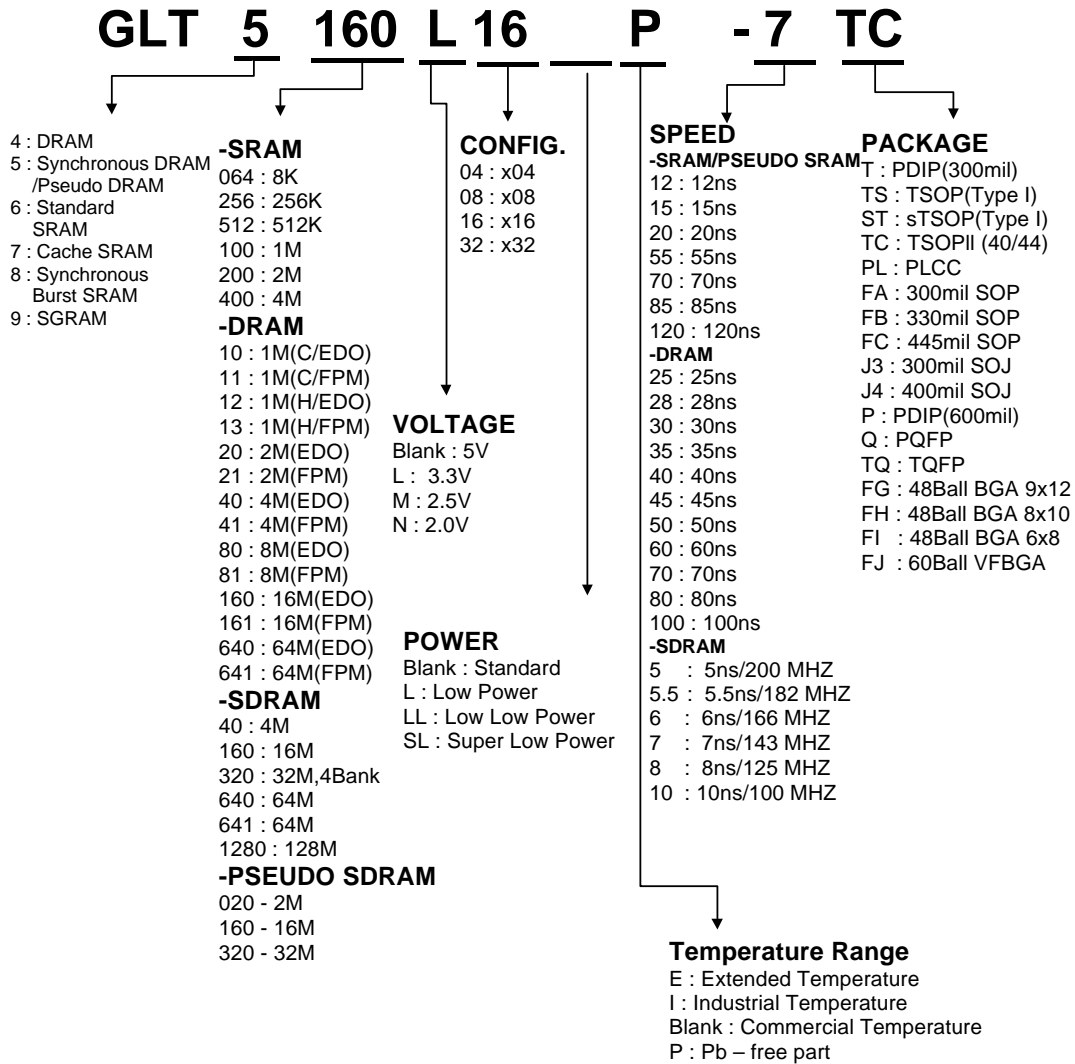 GLT 5 160 L 16 P - 7 TC
4 : DRAM
5 : Synchronous DRAM
/Pseudo DRAM
6 : Standard
SRAM
7 : Cache SRAM
8 : Synchronous
Burst SRAM
9 : SGRAM
-SRAM
064 : 8K
256 : 256K
512 : 512K
100 : 1M
200 : 2M
400 : 4M
-DRAM
10 : 1M(C/EDO)
11 : 1M(C/FPM)
12 : 1M(H/EDO)
13 : 1M(H/FPM)
20 : 2M(EDO)
21 : 2M(FPM)
40 : 4M(EDO)
41 : 4M(FPM)
80 : 8M(EDO)
81 : 8M(FPM)
160 : 16M(EDO)
161 : 16M(FPM)
640 : 64M(EDO)
641 : 64M(FPM)
-SDRAM
40 : 4M
160 : 16M
320 : 32M,4Bank
640 : 64M
641 : 64M
1280 : 128M
-PSEUDO SDRAM
020 - 2M
160 - 16M
320 - 32M
CONFIG.
04 : x04
08 : x08
16 : x16
32 : x32
VOLTAGE
Blank : 5V
L : 3.3V
M : 2.5V
N : 2.0V
POWER
Blank : Standard
L : Low Power
LL : Low Low Power
SL : Super Low Power
SPEED
-SRAM/PSEUDO SRAM
12 : 12ns
15 : 15ns
20 : 20ns
55 : 55ns
70 : 70ns
85 : 85ns
120 : 120ns
-DRAM
25 : 25ns
28 : 28ns
30 : 30ns
35 : 35ns
40 : 40ns
45 : 45ns
50 : 50ns
60 : 60ns
70 : 70ns
80 : 80ns
100 : 100ns
-SDRAM
5 : 5ns/200 MHZ
5.5 : 5.5ns/182 MHZ
6 : 6ns/166 MHZ
7 : 7ns/143 MHZ
8 : 8ns/125 MHZ
10 : 10ns/100 MHZ
PACKAGE
T : PDIP(300mil)
TS : TSOP(Type I)
ST : sTSOP(Type I)
TC : TSOPll (40/44)
PL : PLCC
FA : 300mil SOP
FB : 330mil SOP
FC : 445mil SOP
J3 : 300mil SOJ
J4 : 400mil SOJ
P : PDIP(600mil)
Q : PQFP
TQ : TQFP
FG : 48Ball BGA 9x12
FH : 48Ball BGA 8x10
FI : 48Ball BGA 6x8
FJ : 60Ball VFBGA
Temperature Range
E : Extended Temperature
I : Industrial Temperature
Blank : Commercial Temperature
P : Pb – free part